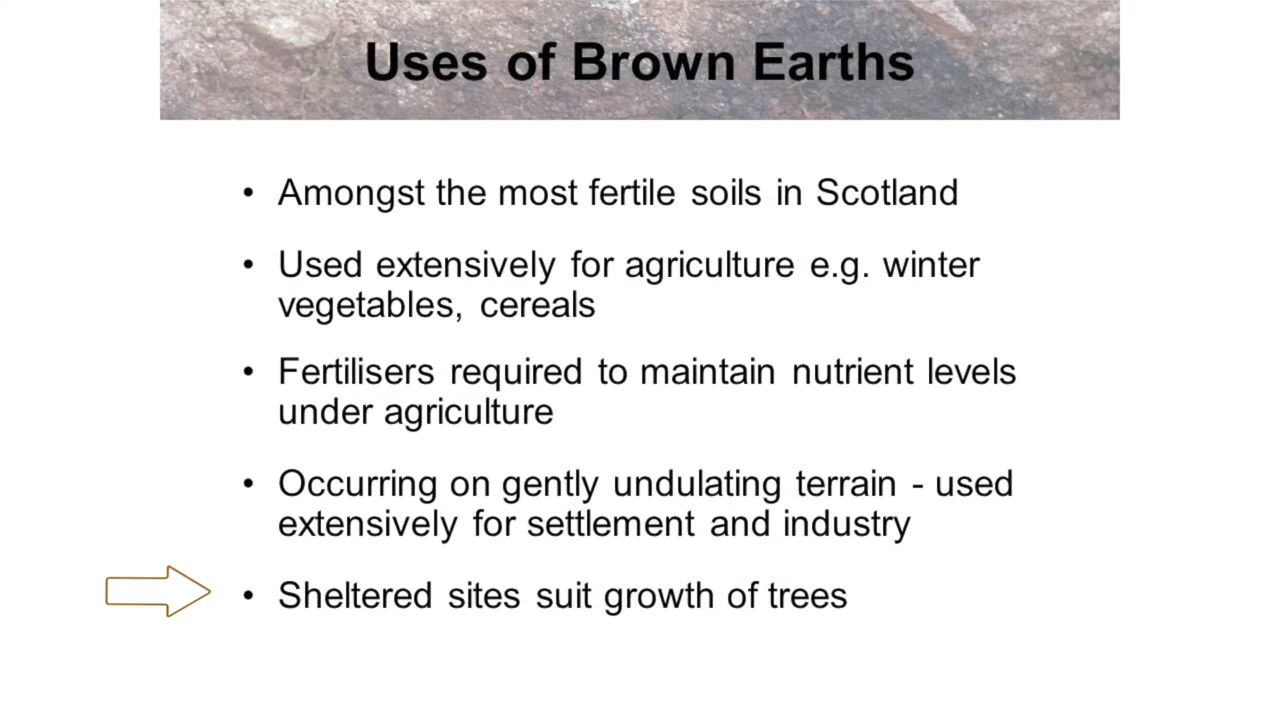 Uses of Brown Earths
• Amongst the most fertile soils in Scotland
• Used extensively for agriculture e.g. winter
vegetables, cereals
• Fertilisers required to maintain nutrient levels
under agriculture
• Occurring on gently undulating terrain - used
extensively for settlement and industry
• Sheltered sites suit growth of trees